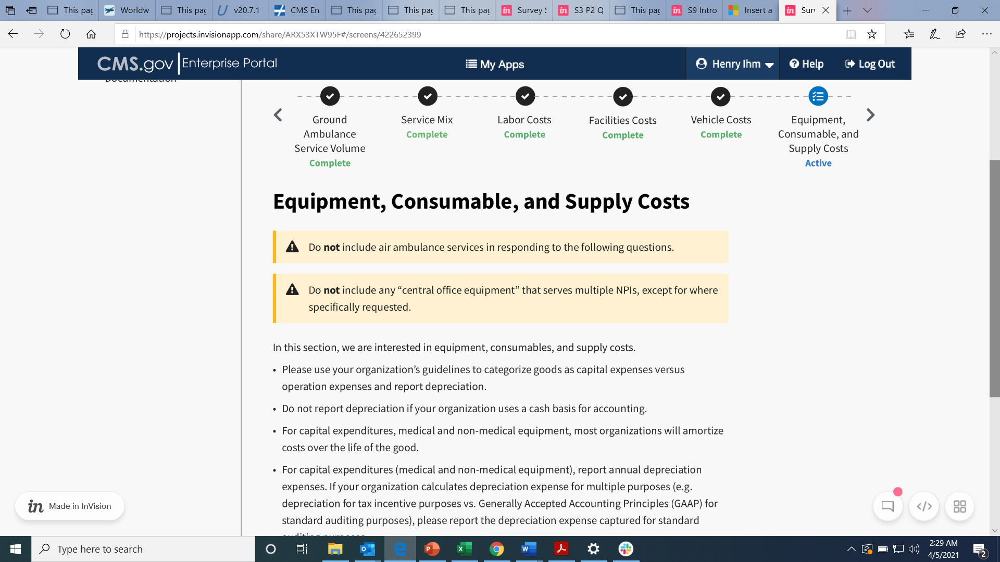 This pag
Worldw
This pag
v20.7.1
CMS En
This pag
This pag
This pag
Survey S
S3 P2 Q
This pag
S9 Intro
Insert a
Surv
https://projects.invisionapp.com/share/ARX53XTW95F#/screens/422652399
CMS.gov Enterprise Portal
My Apps
Henry Ihm
Help
Log Out
Documentation
Ground
Ambulance
Service Volume
Complete
Service Mix
Complete
Labor Costs
Complete
Facilities Costs
Complete
Vehicle Costs
Complete
Equipment,
Consumable, and
Supply Costs
Active
Equipment, Consumable, and Supply Costs
Do not include air ambulance services in responding to the following questions.
Do not include any “central office equipment” that serves multiple NPIs, except for where
specifically requested.
In this section, we are interested in equipment, consumables, and supply costs.
• Please use your organization’s guidelines to categorize goods as capital expenses versus
operation expenses and report depreciation.
• Do not report depreciation if your organization uses a cash basis for accounting.
• For capital expenditures, medical and non-medical equipment, most organizations will amortize
costs over the life of the good.
• For capital expenditures (medical and non-medical equipment), report annual depreciation
expenses. If your organization calculates depreciation expense for multiple purposes (e.g.
depreciation for tax incentive purposes vs. Generally Accepted Accounting Principles (GAAP) for
standard auditing purposes), please report the depreciation expense captured for standard
auditing purposes.
in Made in InVision
Type here to search
2:29 AM
4/5/2021
2